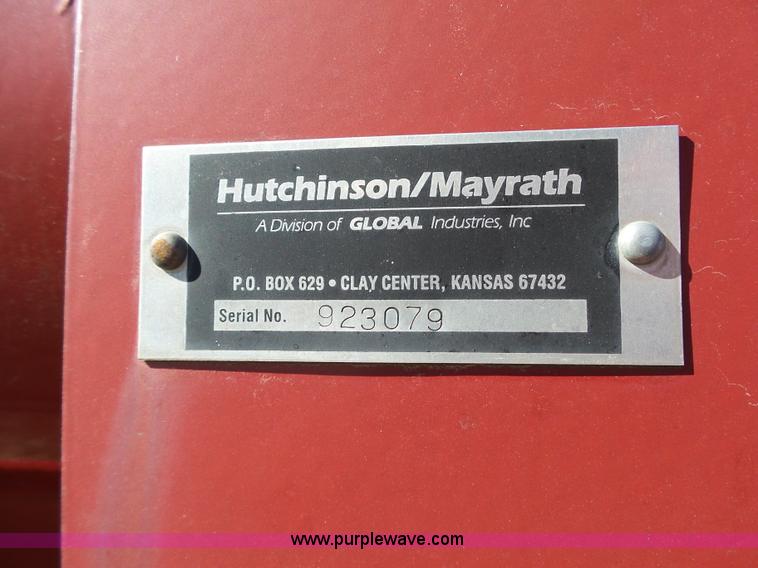 Hutchinson/Mayrath
A Division of GLOBAL Industries, Inc
P.O. BOX 629 • CLAY CENTER, KANSAS 67432
Serial No. 923079
www.purplewave.com